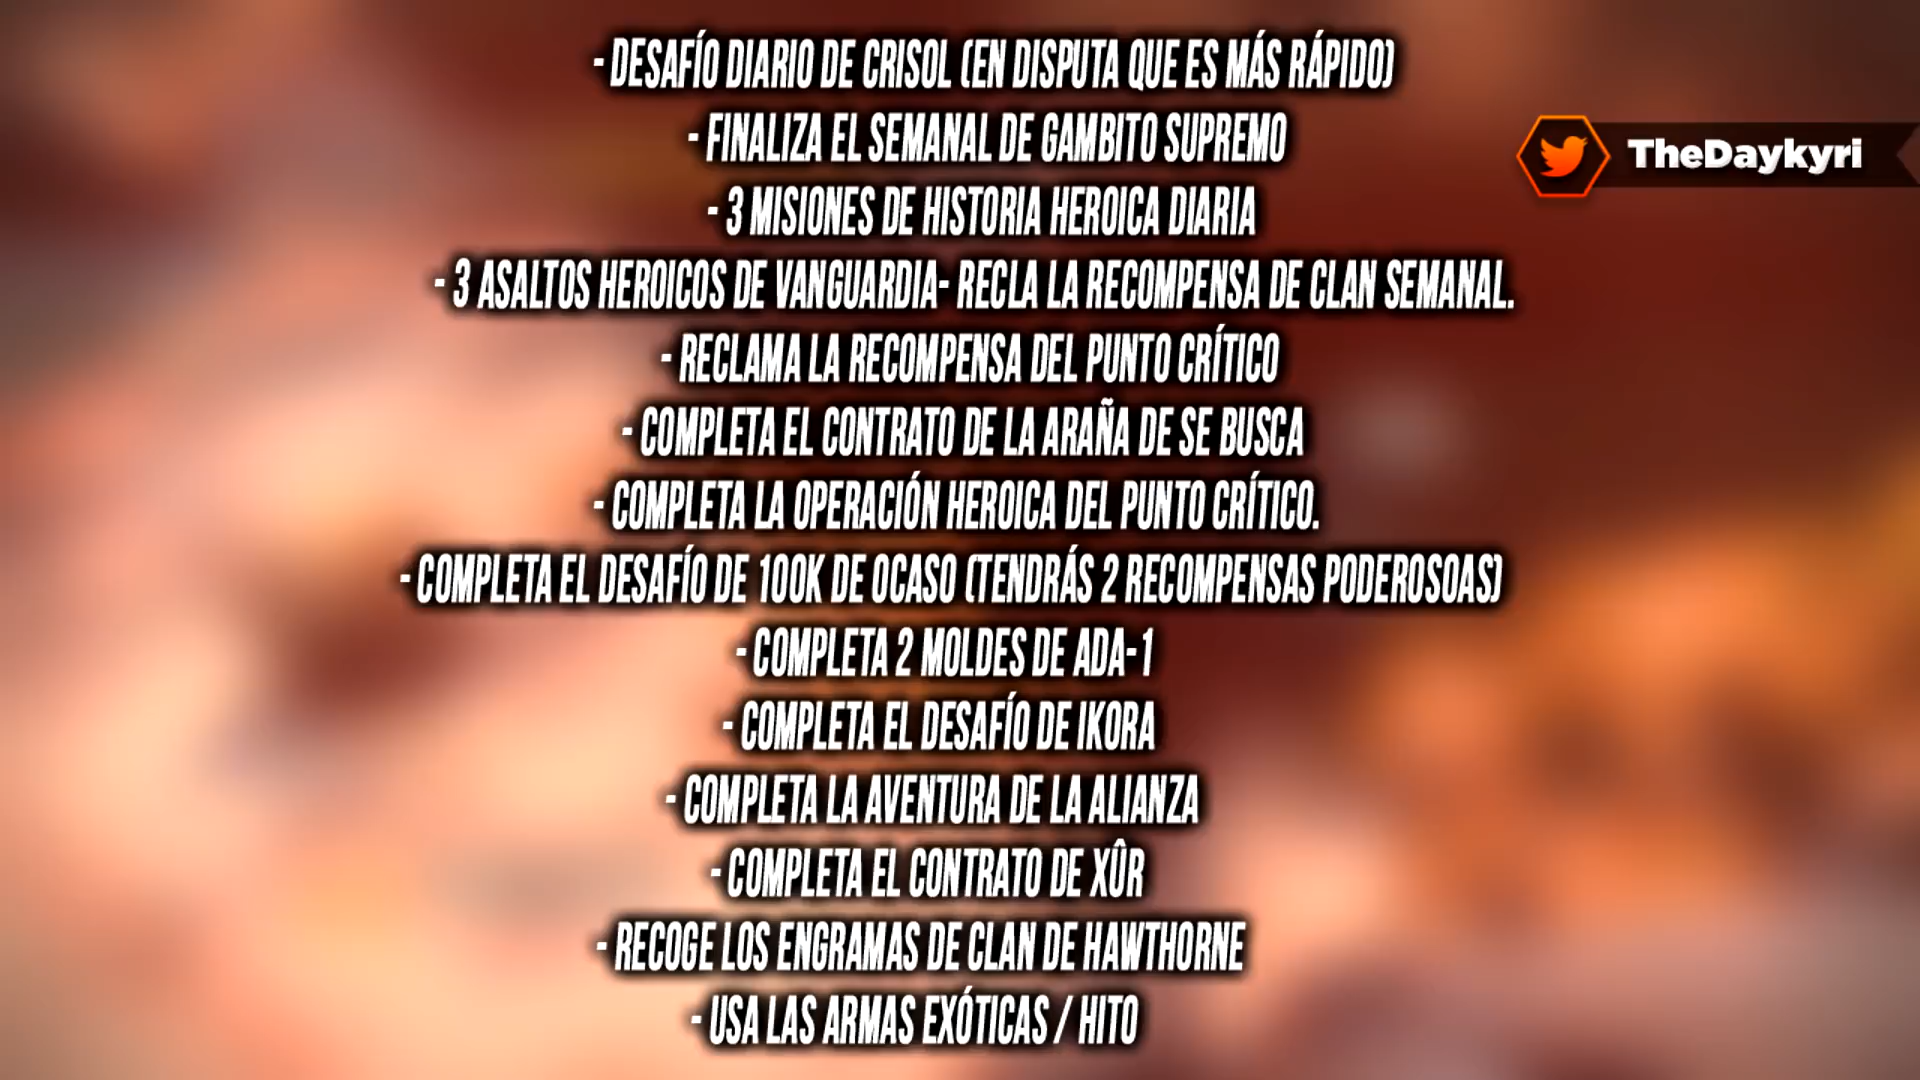 - DESAFÍO DIARIO DE CRISOL (EN DISPUTA QUE ES MÁS RÁPIDO)
- FINALIZA EL SEMANAL DE GAMBITO SUPREMO
TheDaykyri
- 3 MISIONES DE HISTORIA HEROICA DIARIA
- 3 ASALTOS HEROICOS DE VANGUARDIA- RECLA LA RECOMPENSA DE CLAN SEMANAL.
- RECLAMA LA RECOMPENSA DEL PUNTO CRÍTICO
- COMPLETA EL CONTRATO DE LA ARAÑA DE SE BUSCA
- COMPLETA LA OPERACIÓN HEROICA DEL PUNTO CRÍTICO.
- COMPLETA EL DESAFÍO DE 100K DE OCASO (TENDRÁS 2 RECOMPENSAS PODEROSOAS)
- COMPLETA 2 MOLDES DE ADA-1
- COMPLETA EL DESAFÍO DE IKORA
- COMPLETA LA AVENTURA DE LA ALIANZA
- COMPLETA EL CONTRATO DE XÛR
- RECOGE LOS ENGRAMAS DE CLAN DE HAWTHORNE
- USA LAS ARMAS EXÓTICAS / HITO